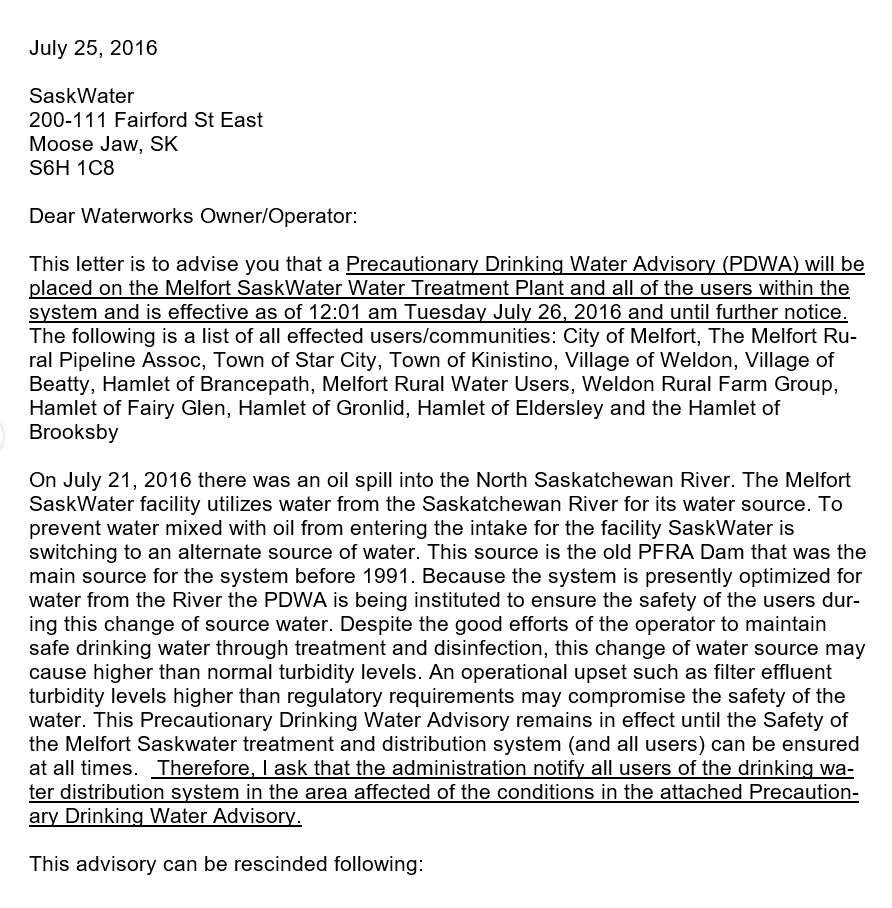 July 25, 2016
SaskWater
200-111 Fairford St East
Moose Jaw, SK
S6H 1C8
Dear Waterworks Owner/Operator:
This letter is to advise you that a Precautionary Drinking Water Advisory (PDWA) will be
placed on the Melfort SaskWater Water Treatment Plant and all of the users within the
system and is effective as of 12:01 am Tuesday July 26, 2016 and until further notice.
The following is a list of all effected users/communities: City of Melfort, The Melfort Ru-
ral Pipeline Assoc, Town of Star City, Town of Kinistino, Village of Weldon, Village of
Beatty, Hamlet of Brancepath, Melfort Rural Water Users, Weldon Rural Farm Group,
Hamlet of Fairy Glen, Hamlet of Gronlid, Hamlet of Eldersley and the Hamlet of
Brooksby
On July 21, 2016 there was an oil spill into the North Saskatchewan River. The Melfort
SaskWater facility utilizes water from the Saskatchewan River for its water source. To
prevent water mixed with oil from entering the intake for the facility SaskWater is
switching to an alternate source of water. This source is the old PFRA Dam that was the
main source for the system before 1991. Because the system is presently optimized for
water from the River the PDWA is being instituted to ensure the safety of the users dur-
ing this change of source water. Despite the good efforts of the operator to maintain
safe drinking water through treatment and disinfection, this change of water source may
cause higher than normal turbidity levels. An operational upset such as filter effluent
turbidity levels higher than regulatory requirements may compromise the safety of the
water. This Precautionary Drinking Water Advisory remains in effect until the Safety of
the Melfort Saskwater treatment and distribution system (and all users) can be ensured
at all times. Therefore, I ask that the administration notify all users of the drinking wa-
ter distribution system in the area affected of the conditions in the attached Precaution-
ary Drinking Water Advisory.
This advisory can be rescinded following: